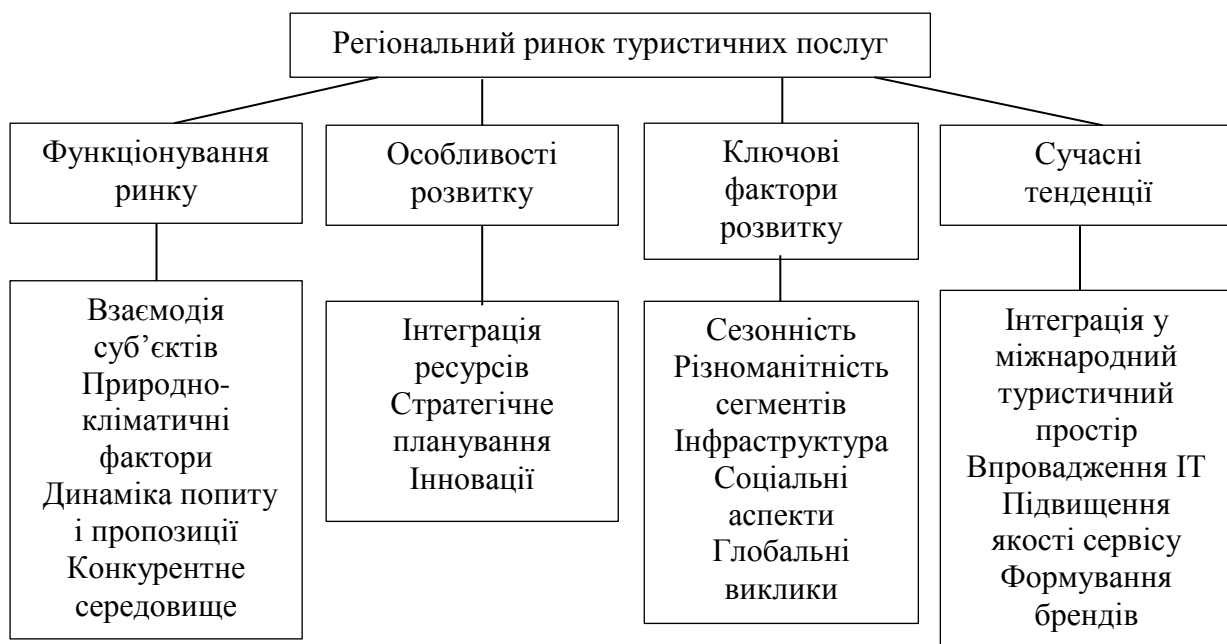 Регіональний ринок туристичних послуг
Функціонування
ринку
Особливості
розвитку
Ключові
фактори
розвитку
Сучасні
тенденції
Взаємодія
суб’єктів
Природно-
кліматичні
фактори
Динаміка попиту
і пропозиції
Конкурентне
середовище
Інтеграція
ресурсів
Стратегічне
планування
Інновації
Сезонність
Різноманітність
сегментів
Інфраструктура
Соціальні
аспекти
Глобальні
виклики
Інтеграція у
міжнародний
туристичний
простір
Впровадження ІТ
Підвищення
якості сервісу
Формування
брендів